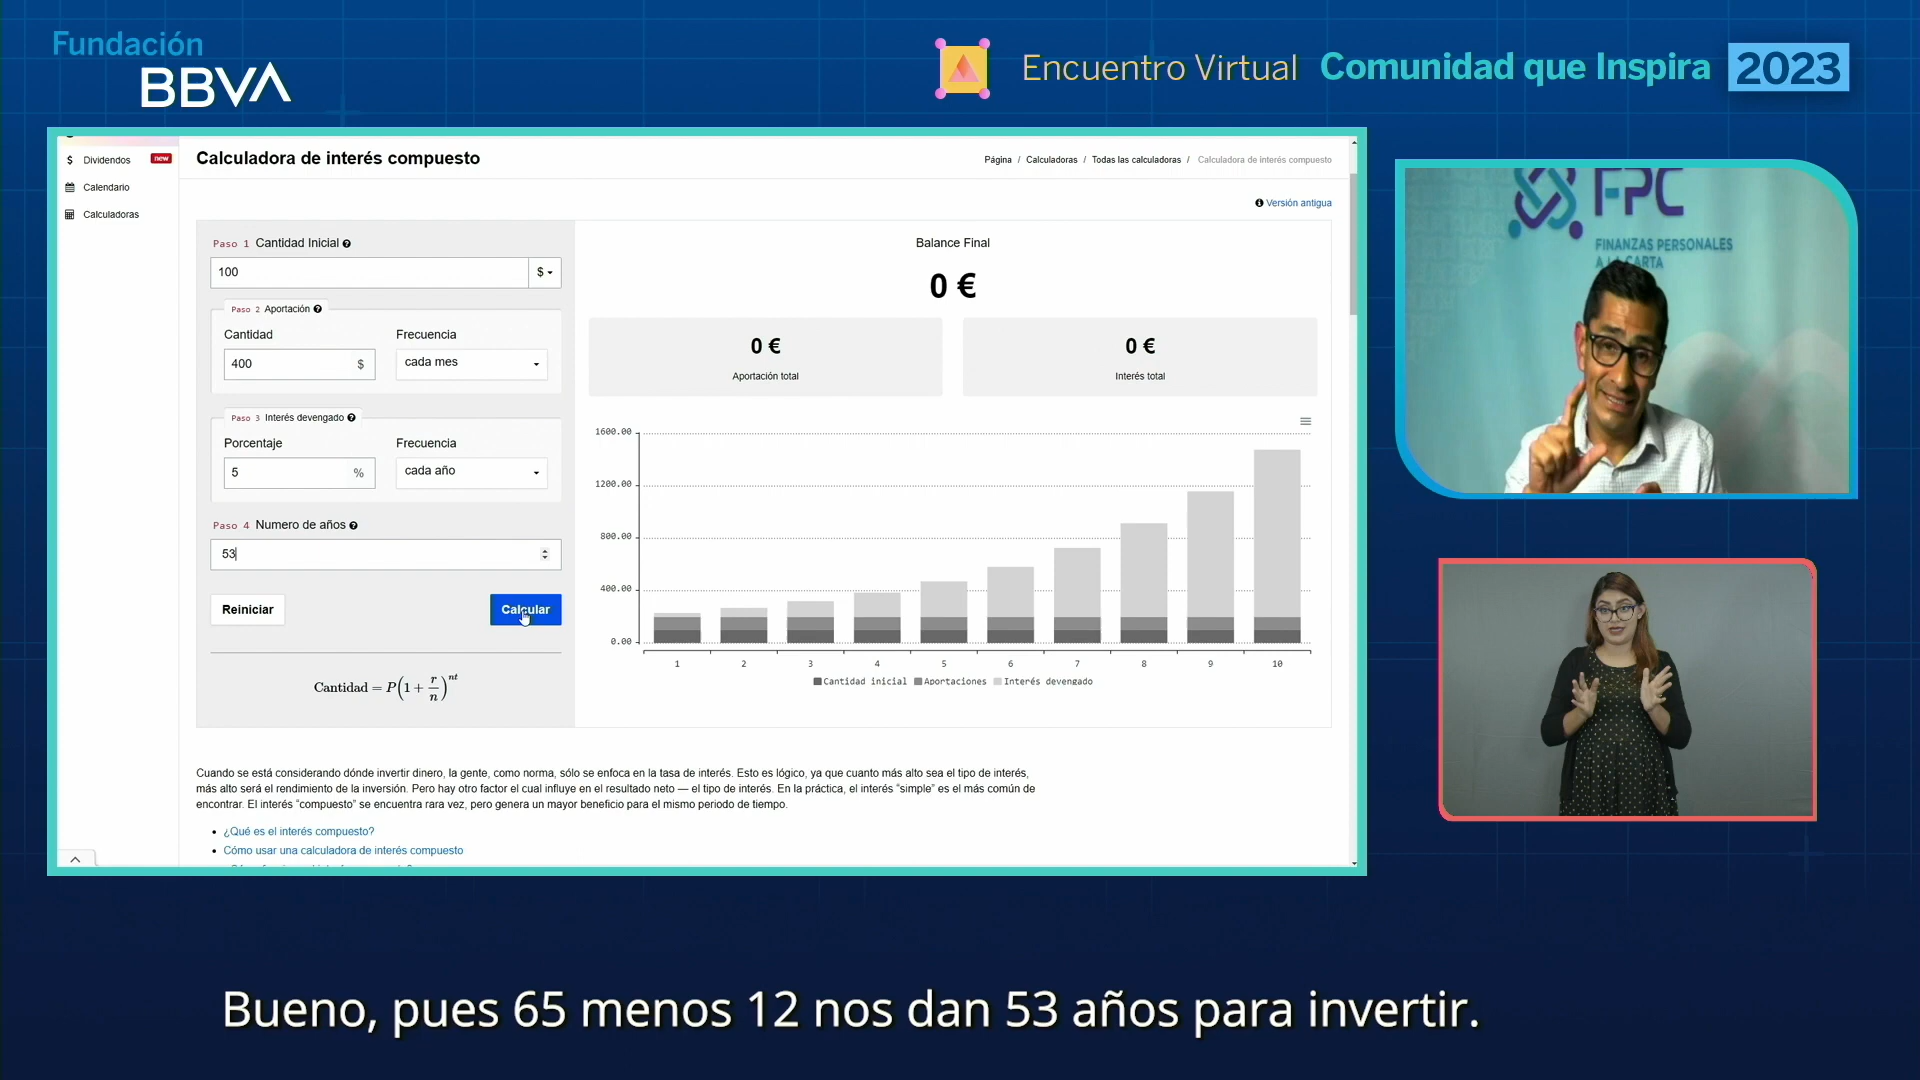 Fundación
BBVA
Encuentro Virtual Comunidad que Inspira 2023
Dividendos new
Calendario
Calculadoras
Calculadora de interés compuesto
Página / Calculadoras / Todas las calculadoras / Calculadora de interés compuesto
Versión antigua
Paso 1 Cantidad Inicial
100 $
Paso 2 Aportación
Cantidad Frecuencia
400 $ cada mes
Paso 3 Interés devengado
Porcentaje Frecuencia
5 % cada año
Paso 4 Numero de años
53
Reiniciar Calcular
Cantidad = P(1 + r/n)^nt
Balance Final
0 €
0 €
Aportación total
0 €
Interés total
1600.00
1200.00
800.00
400.00
0.00
1 2 3 4 5 6 7 8 9 10
Cantidad inicial Aportaciones Interés devengado
Cuando se está considerando dónde invertir dinero, la gente, como norma, sólo se enfoca en la tasa de interés. Esto es lógico, ya que cuanto más alto sea el tipo de interés,
más alto será el rendimiento de la inversión. Pero hay otro factor el cual influye en el resultado neto — el tipo de interés. En la práctica, el interés “simple” es el más común de
encontrar. El interés “compuesto” se encuentra rara vez, pero genera un mayor beneficio para el mismo periodo de tiempo.
¿Qué es el interés compuesto?
Cómo usar una calculadora de interés compuesto
FPC
FINANZAS PERSONALES
A LA CARTA
Bueno, pues 65 menos 12 nos dan 53 años para invertir.